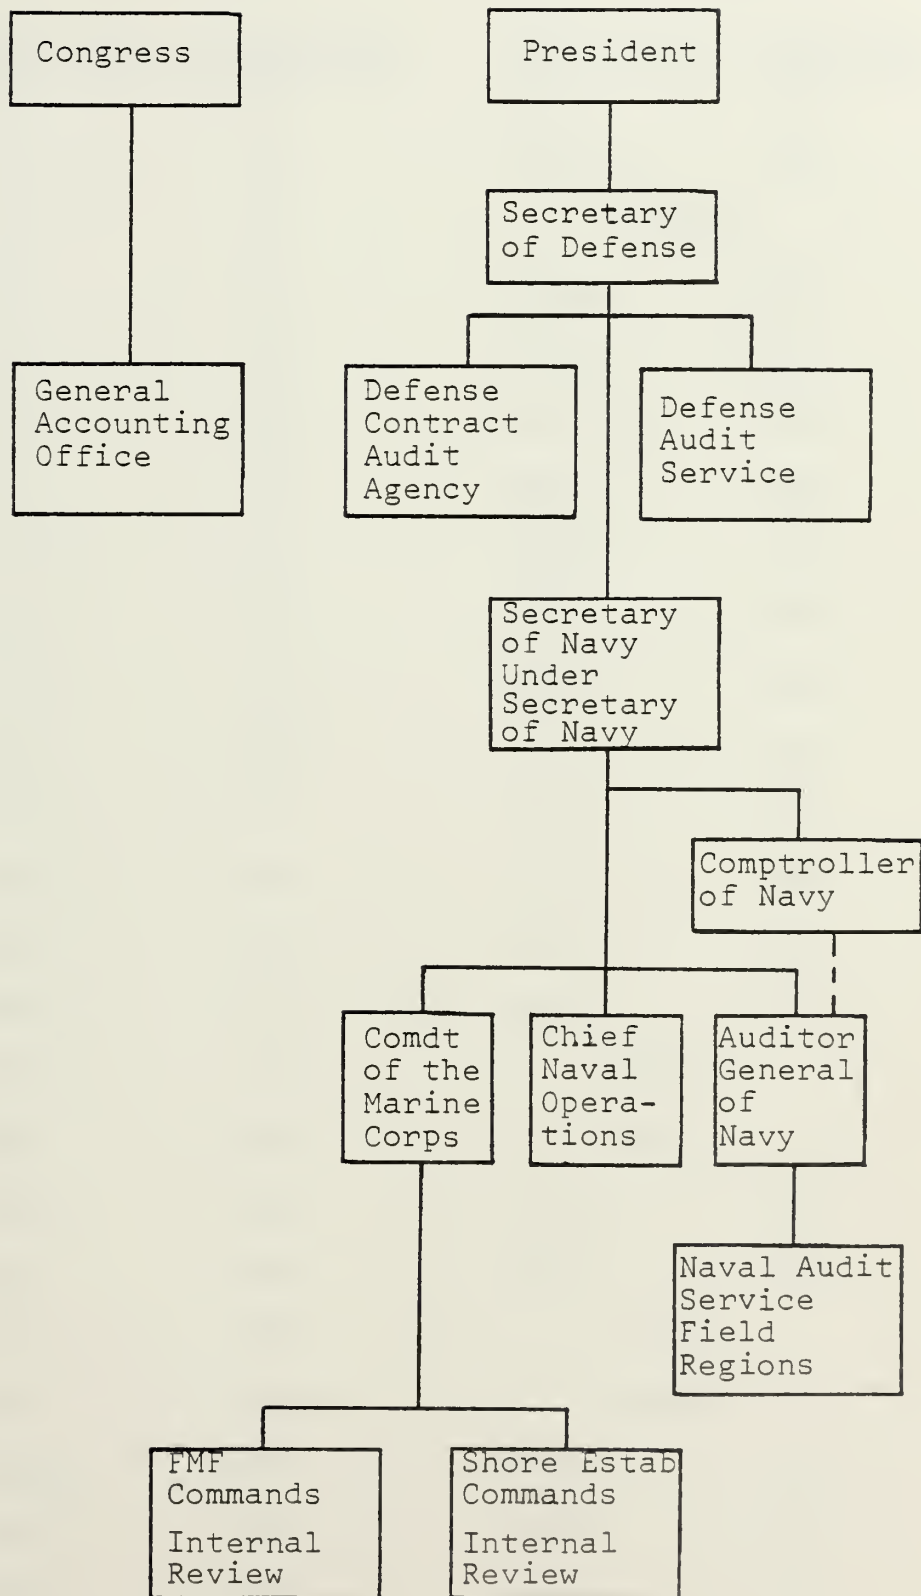 Congress
President
Secretary
of Defense
General
Accounting
Office
Defense
Contract
Audit
Agency
Defense
Audit
Service
Secretary
of Navy
Under
Secretary
of Navy
Comptroller
of Navy
Comdt
of the
Marine
Corps
Chief
Naval
Opera-
tions
Auditor
General
of
Navy
Naval Audit
Service
Field
Regions
FMF
Commands
Internal
Review
Shore Estab
Commands
Internal
Review